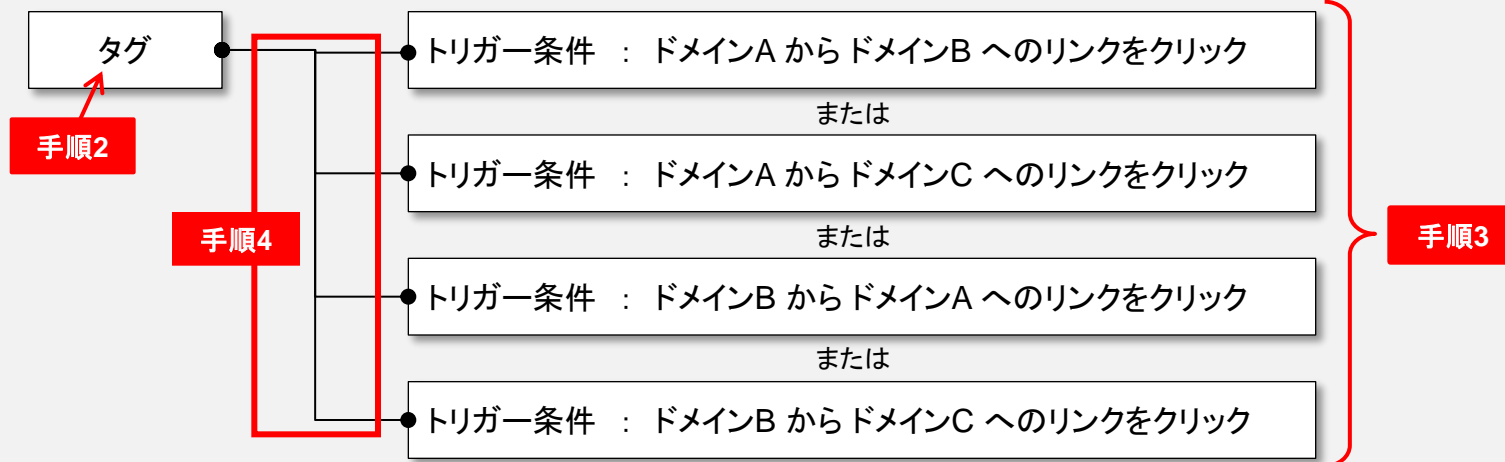 タグ
手順2
トリガー条件 : ドメインA からドメインB へのリンクをクリック
または
トリガー条件 : ドメインA からドメインC へのリンクをクリック
手順4
または
手順3
トリガー条件 : ドメインB からドメインA へのリンクをクリック
または
トリガー条件 : ドメインB からドメインC へのリンクをクリック